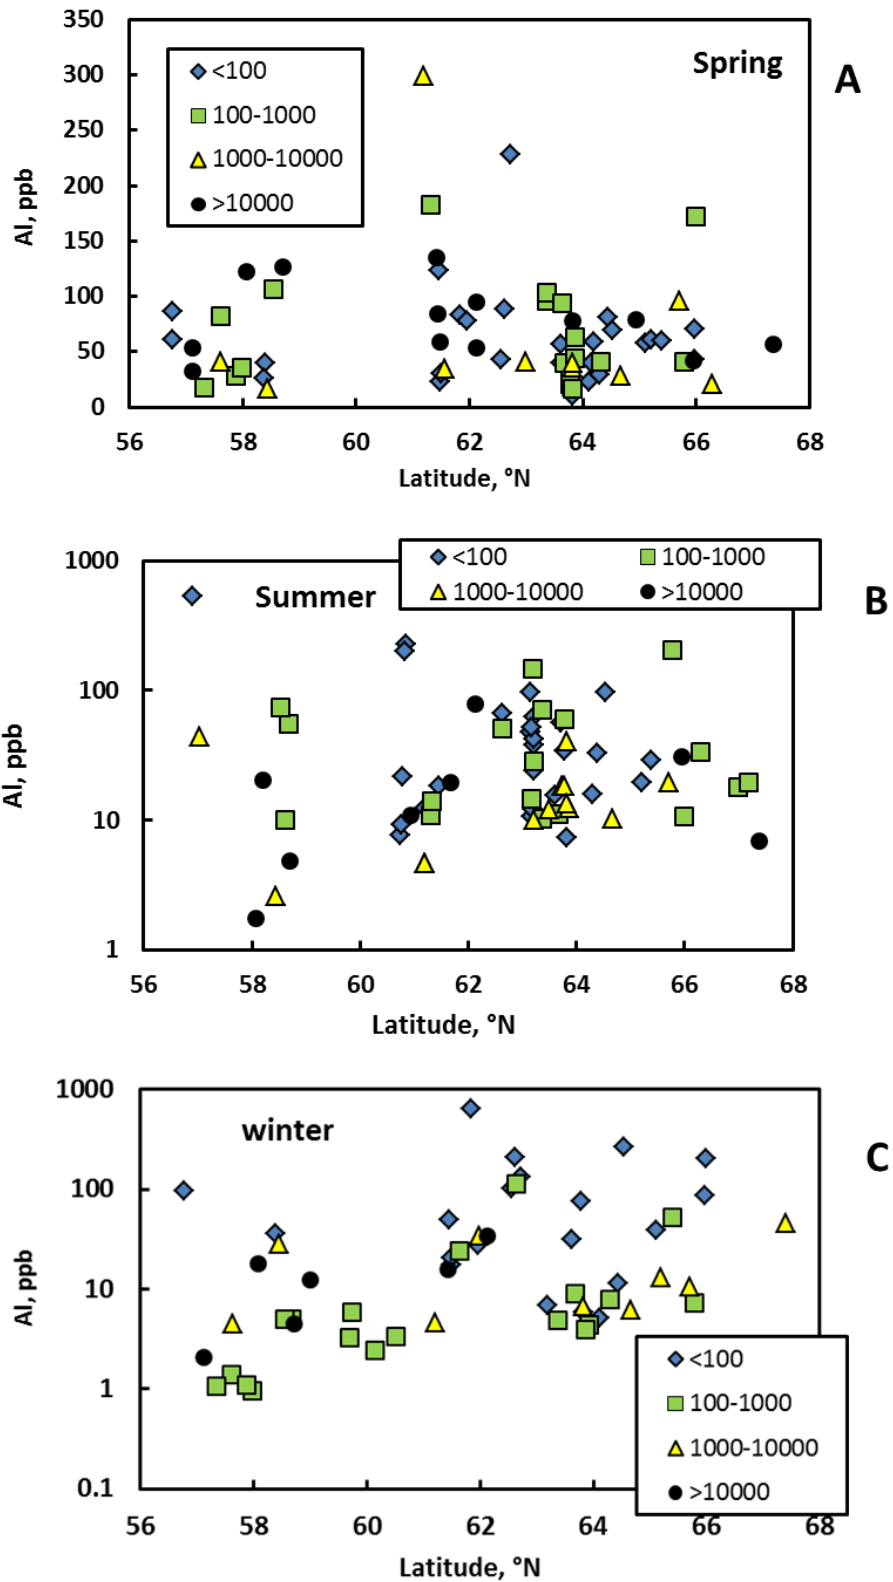 350
300
250
200
150
100
50
0
Al, ppb
<100
100-1000
1000-10000
>10000
Spring
A
56 58 60 62 64 66 68
Latitude, °N
1000
100
10
1
Al, ppb
<100 100-1000
1000-10000 >10000
Summer
B
56 58 60 62 64 66 68
Latitude, °N
1000
100
10
1
0.1
Al, ppb
winter
C
<100
100-1000
1000-10000
>10000
56 58 60 62 64 66 68
Latitude, °N